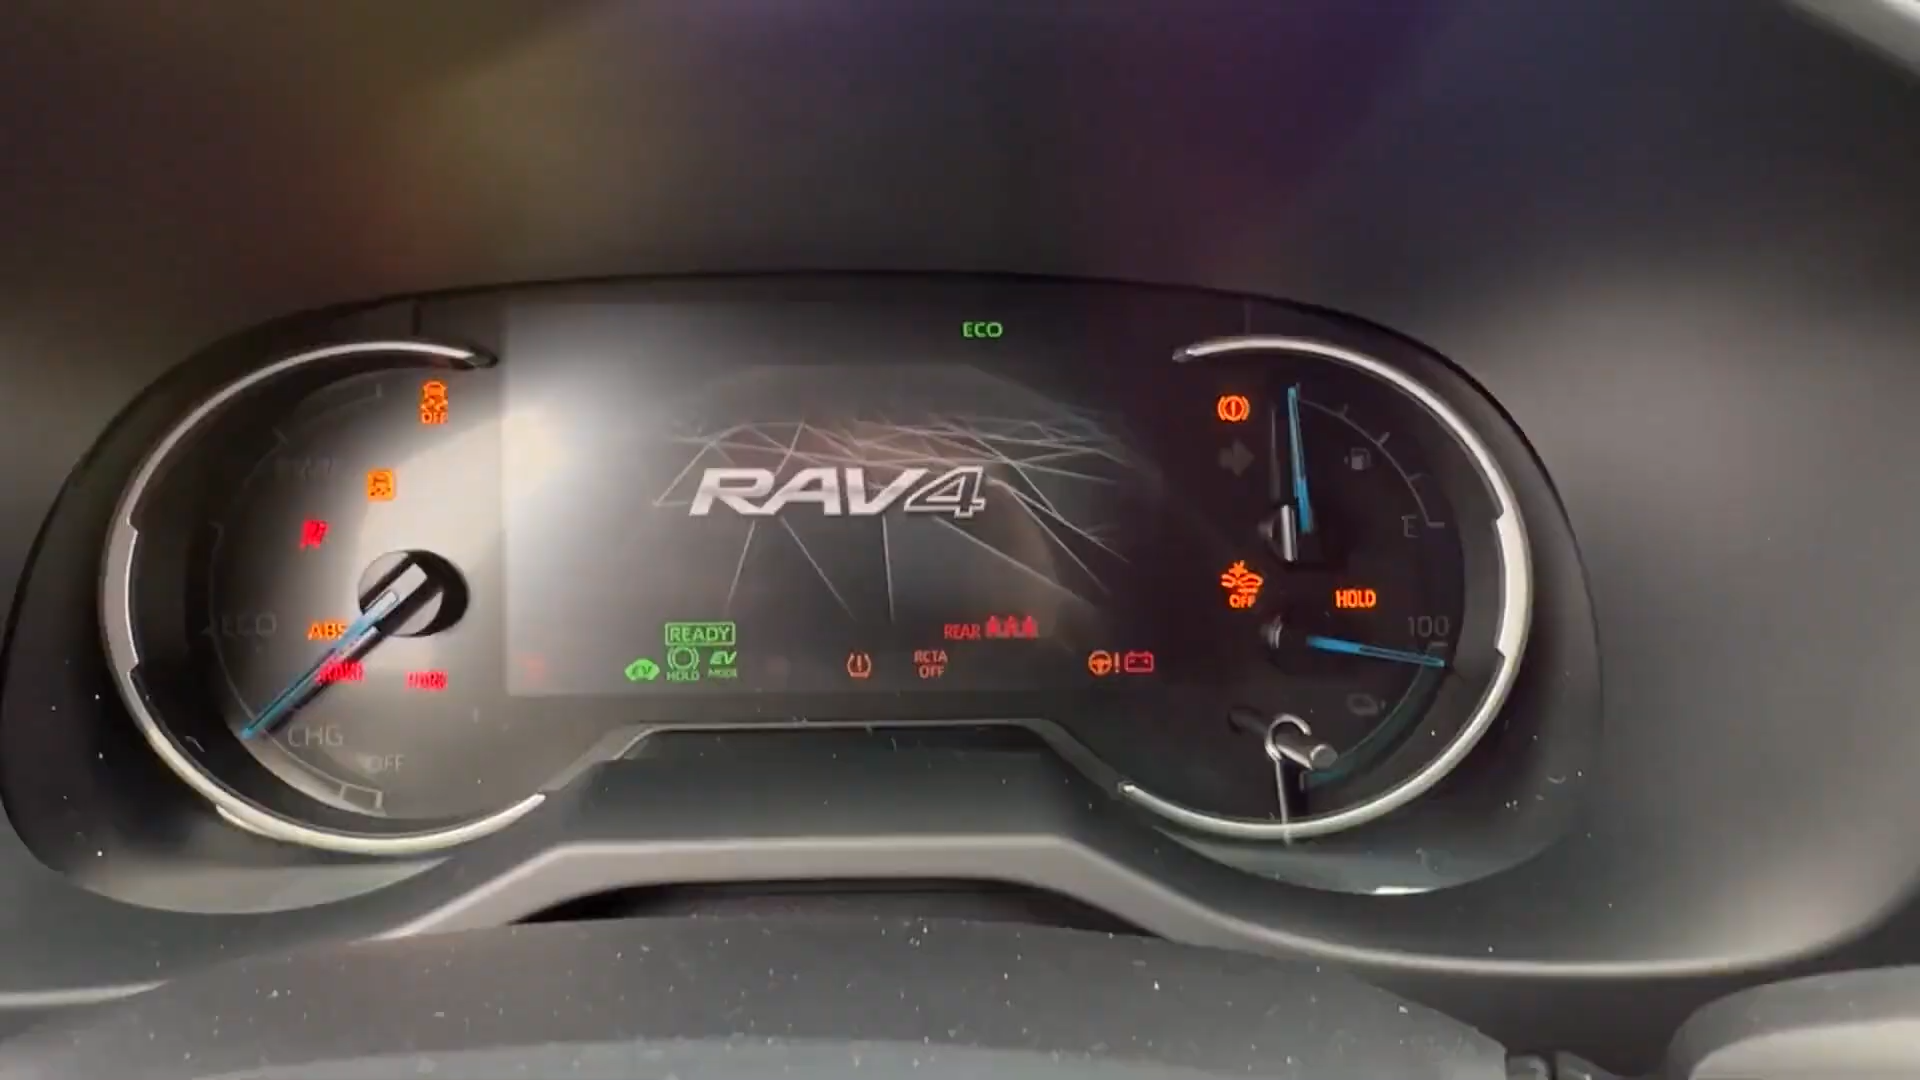 ECO
OFF
RAV4
E
OFF
HOLD
ECO
ABS
100
REAR
READY
HOLD
EV
MODE
RCTA
OFF
CHG
OFF